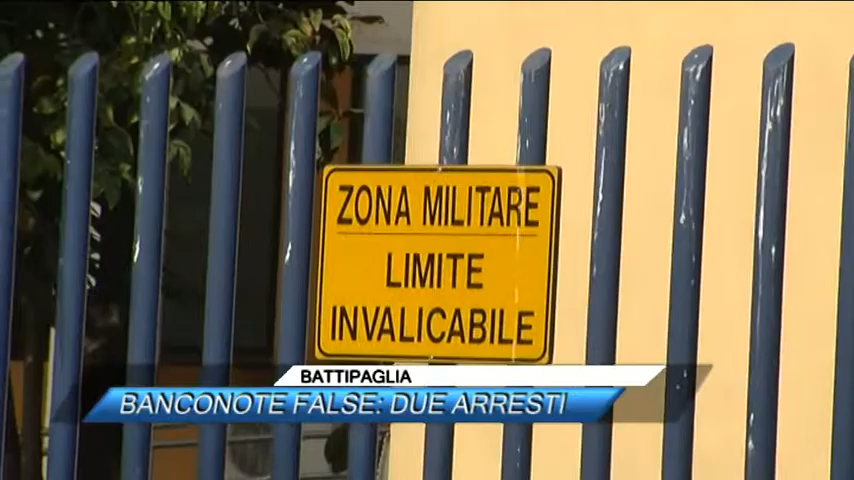 ZONA MILITARE
LIMITE
INVALICABILE
BATTIPAGLIA
BANCONOTE FALSE: DUE ARRESTI